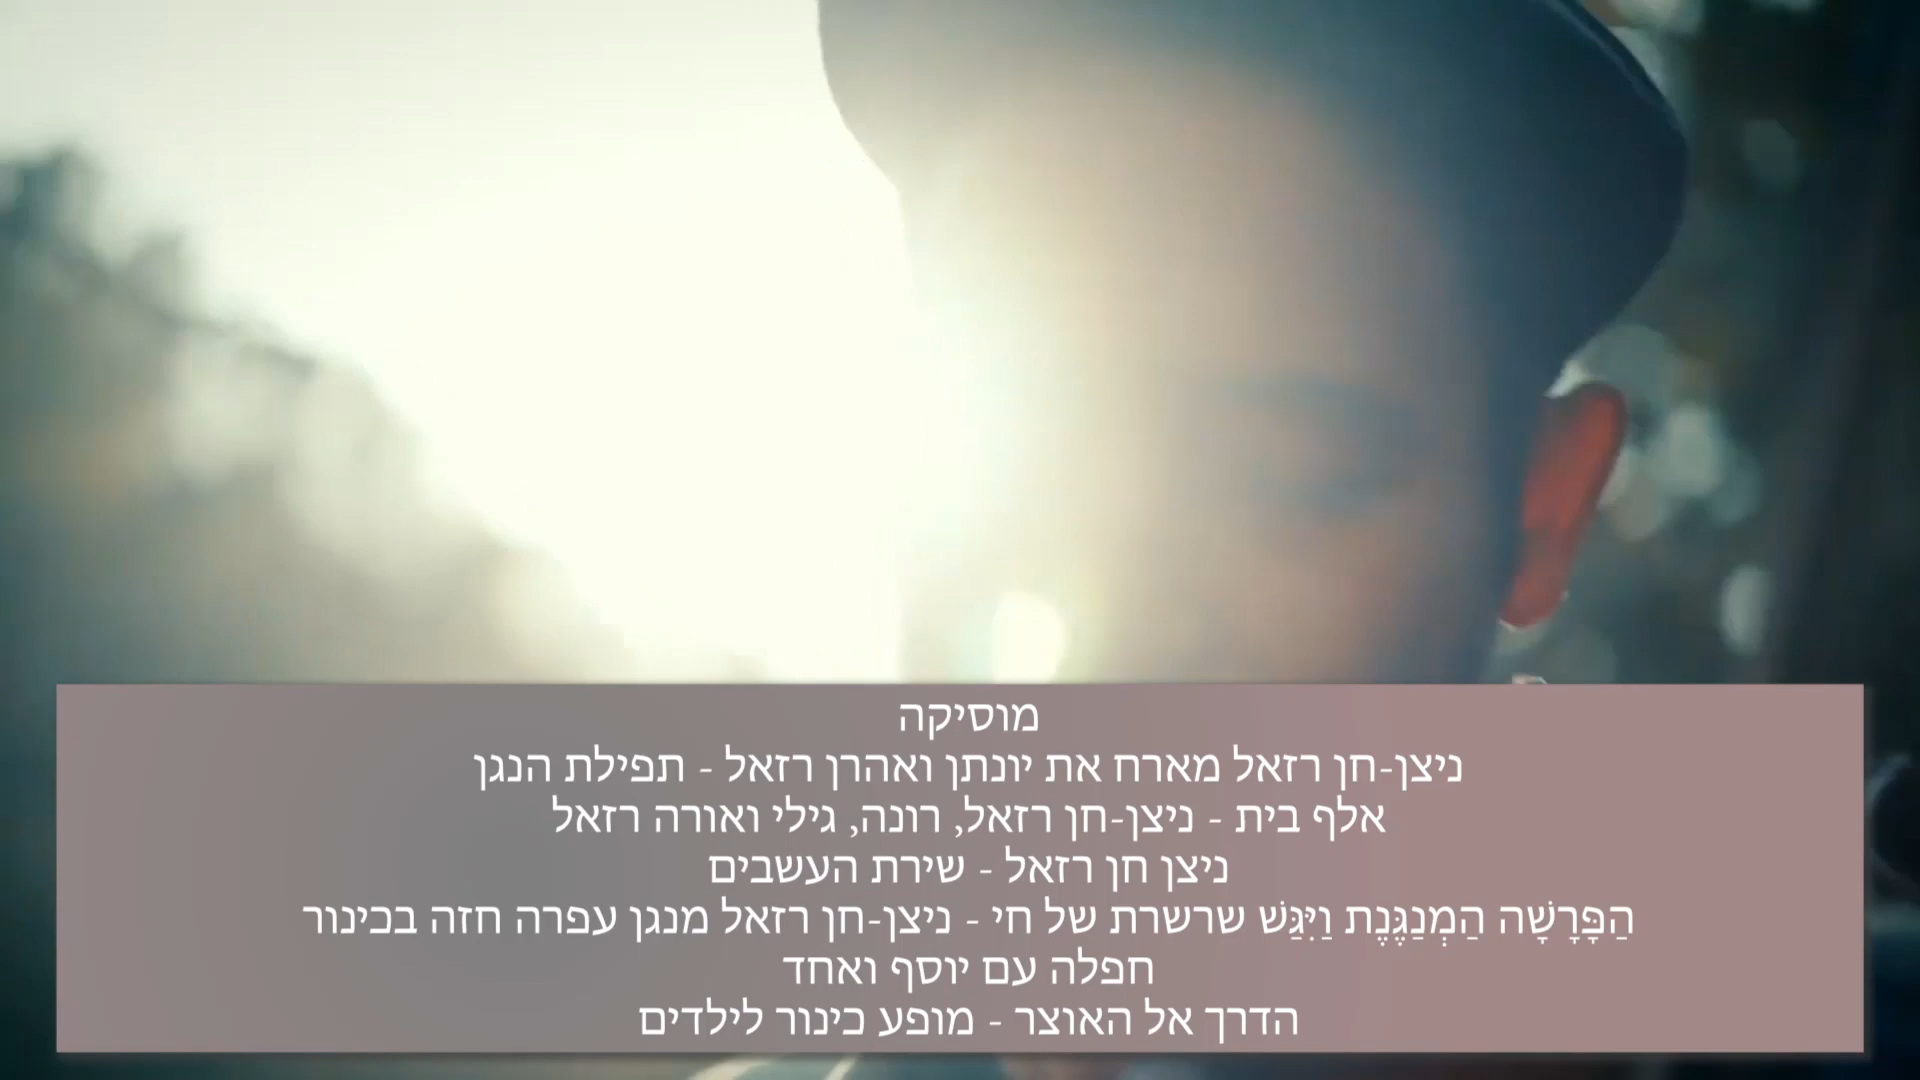 מוסיקה
ניצן-חן רזאל מארח את יונתן ואהרן רזאל - תפילת הנגן
אלף בית - ניצן-חן רזאל, רונה, גילי ואורה רזאל
ניצן חן רזאל - שירת העשבים
הַפָּרָשָׁה הַמְנַגֶּנֶת וַיִּגַּשׁ שרשרת של חי - ניצן-חן רזאל מנגן עפרה חזה בכינור
חפלה עם יוסף ואחד
הדרך אל האוצר - מופע כינור לילדים